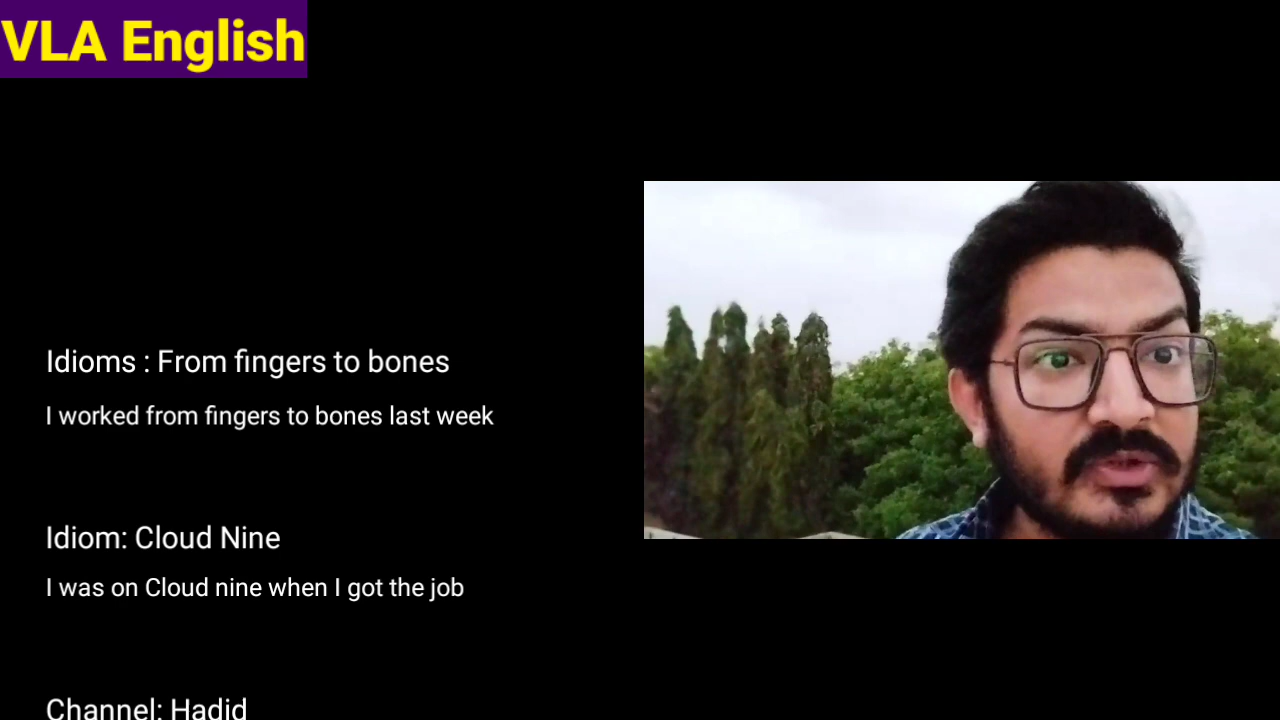 VLA English
Idioms : From fingers to bones
I worked from fingers to bones last week
Idiom: Cloud Nine
I was on Cloud nine when I got the job
Channel: Hadid